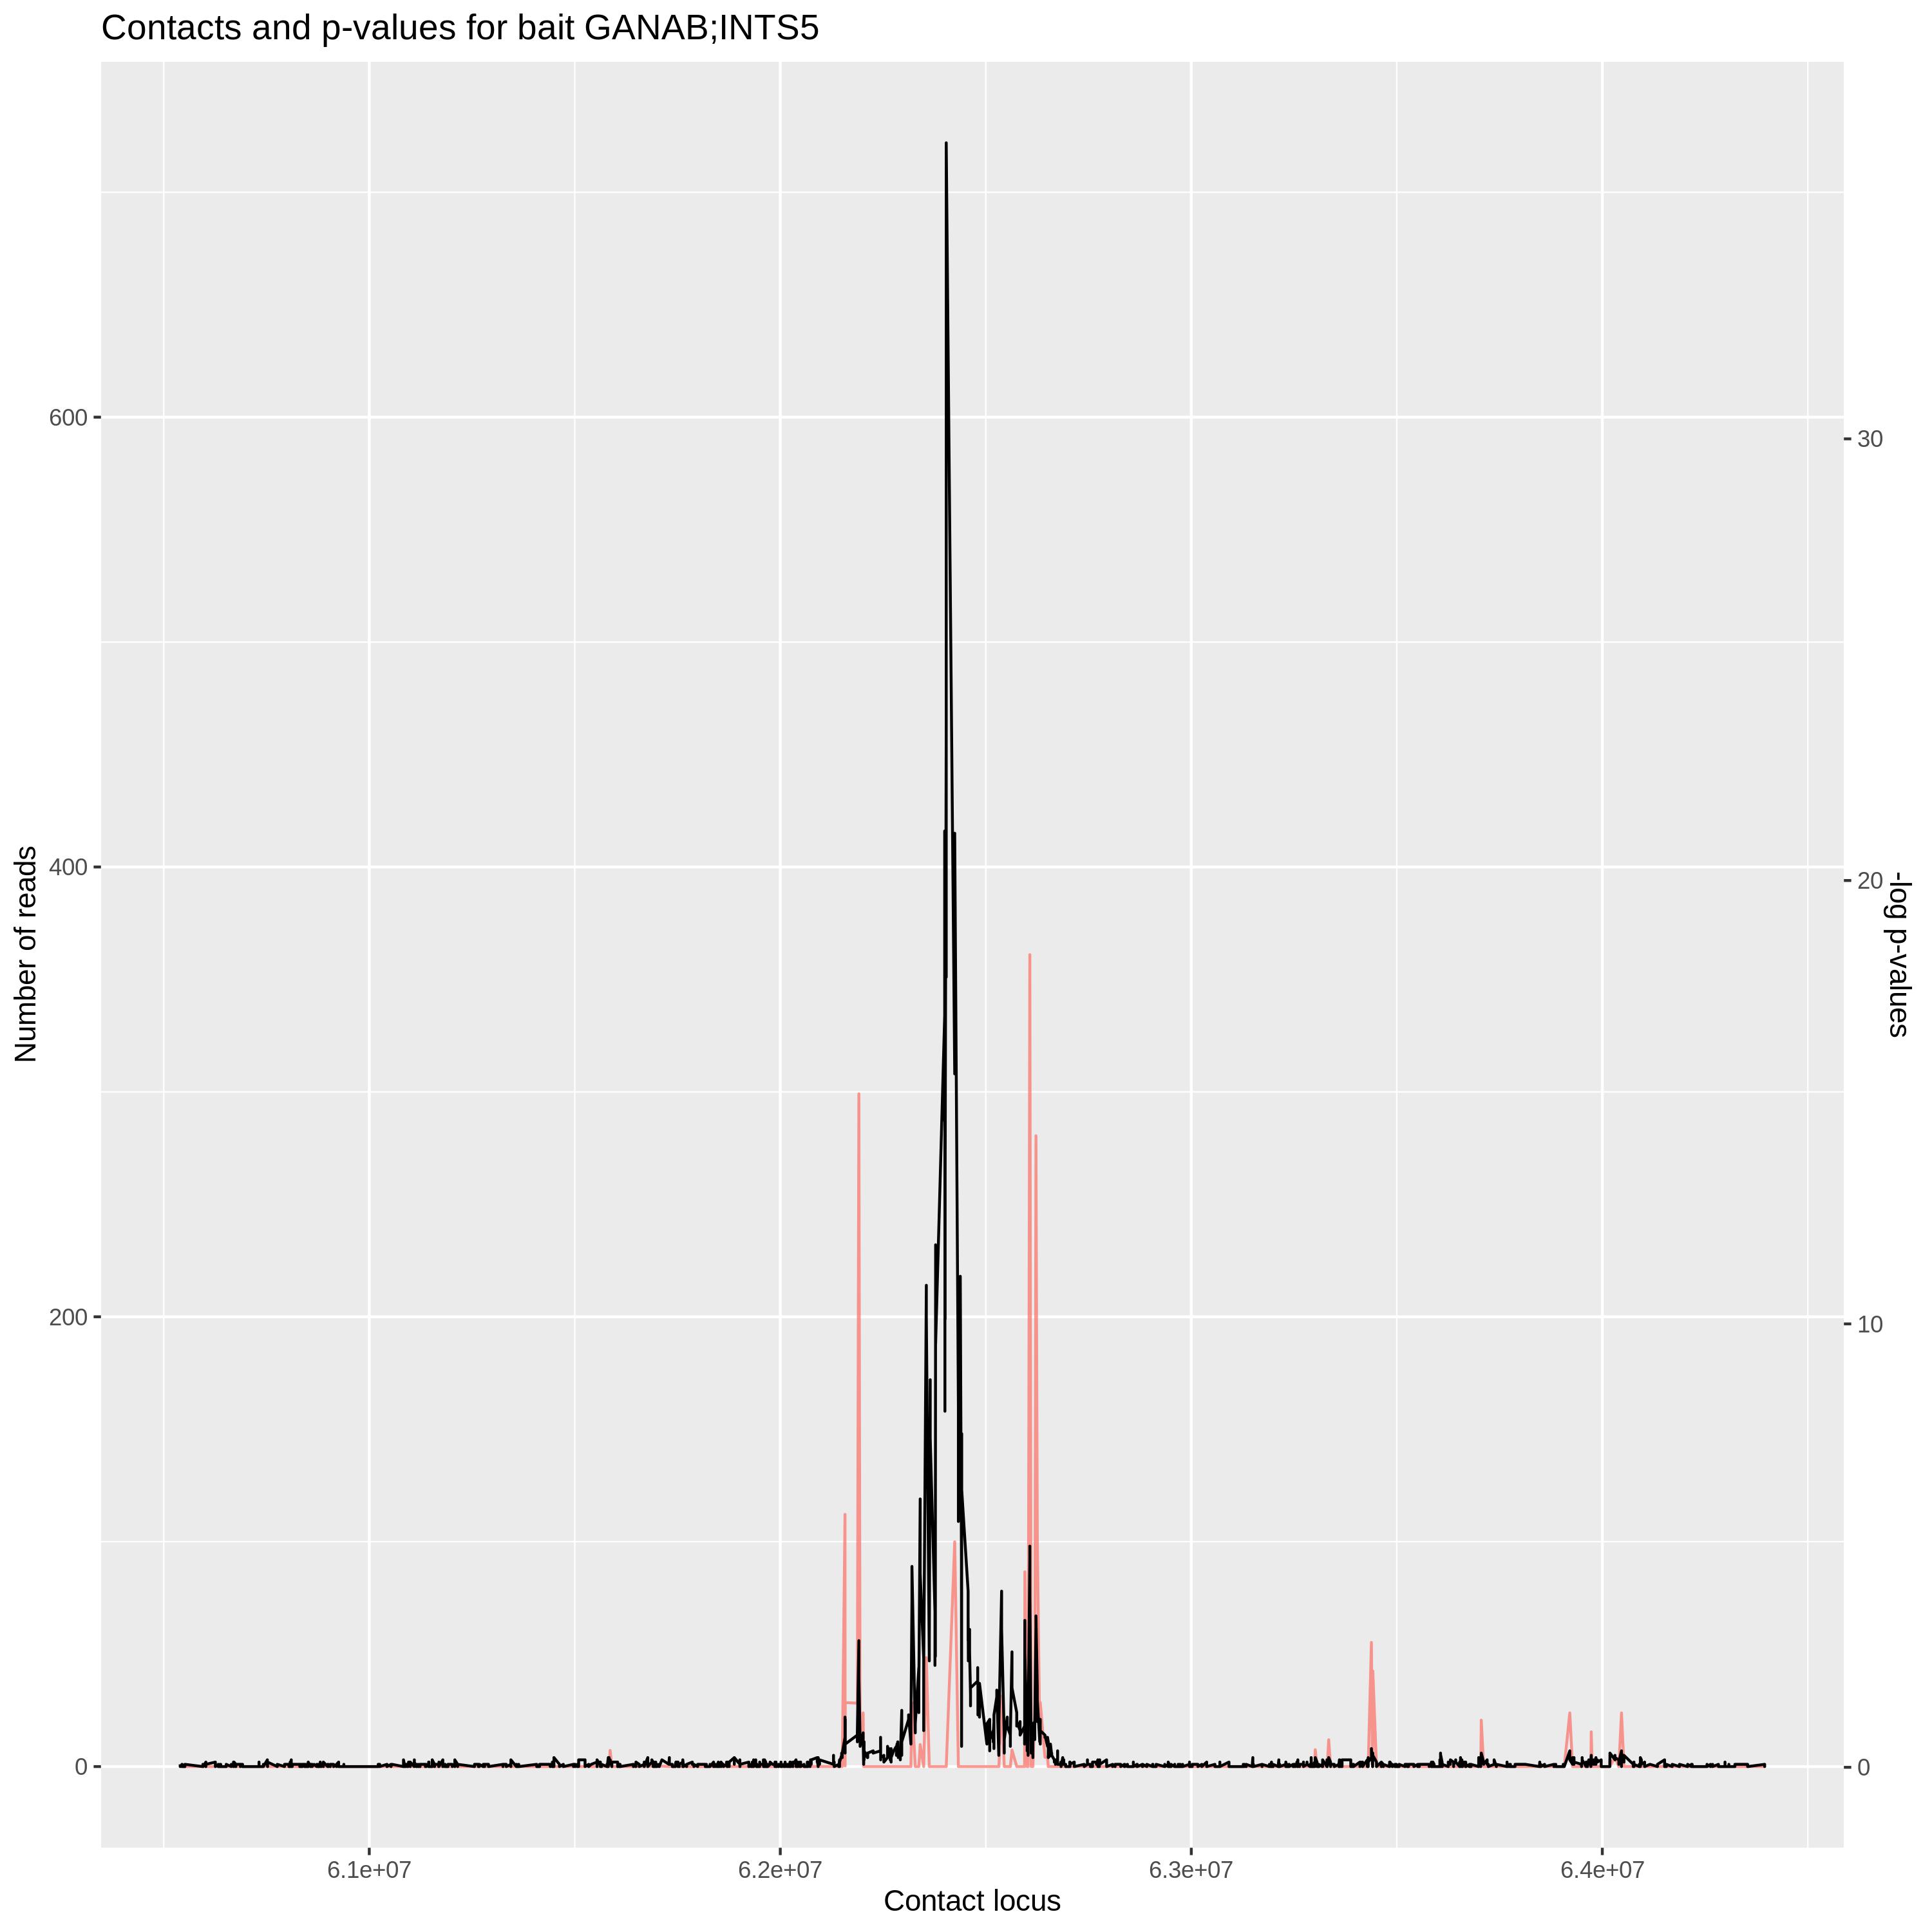 Contacts and p-values for bait GANAB;INTS5
600
400
200
0
30
20
10
0
Number of reads
-log p-values
6.1e+07
6.2e+07
6.3e+07
6.4e+07
Contact locus